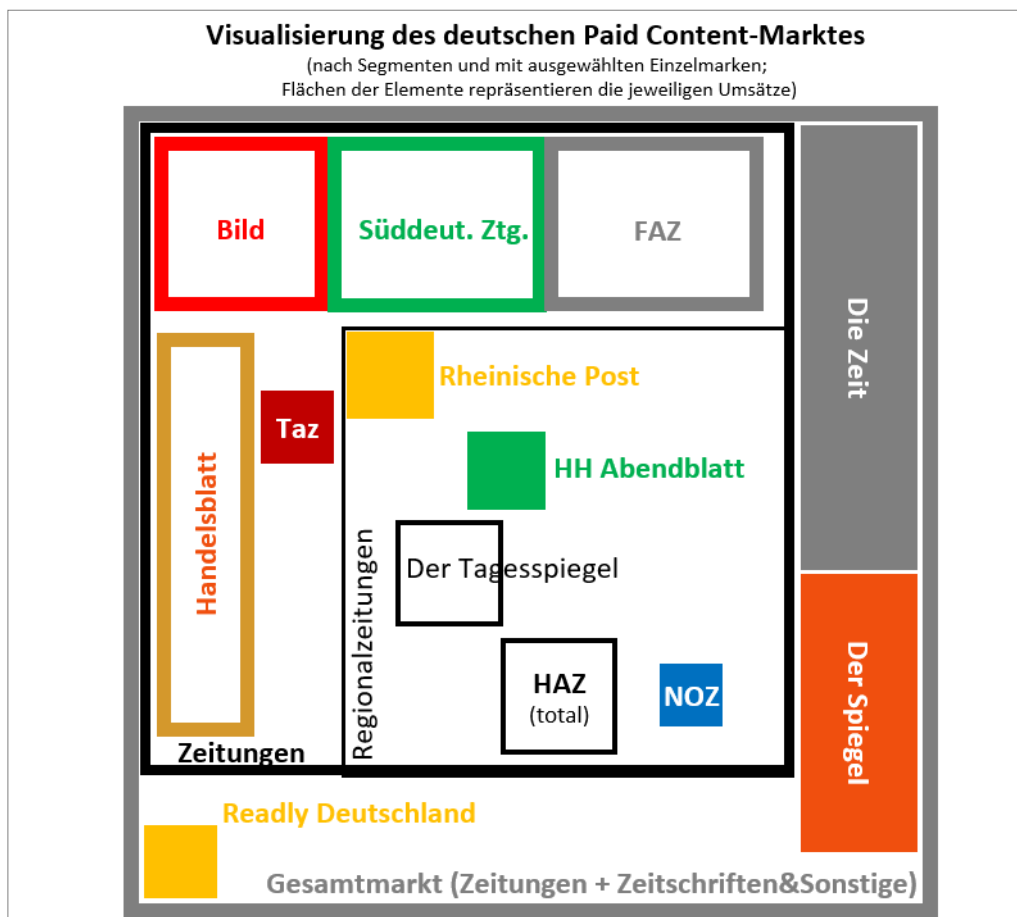 Visualisierung des deutschen Paid Content-Marktes
(nach Segmenten und mit ausgewählten Einzelmarken;
Flächen der Elemente repräsentieren die jeweiligen Umsätze)
Bild
Süddeut. Ztg.
FAZ
Die Zeit
Rheinische Post
Taz
HH Abendblatt
Handelsblatt
Regionalzeitungen
Der Tagesspiegel
HAZ
(total)
NOZ
Der Spiegel
Zeitungen
Readly Deutschland
Gesamtmarkt (Zeitungen + Zeitschriften&Sonstige)